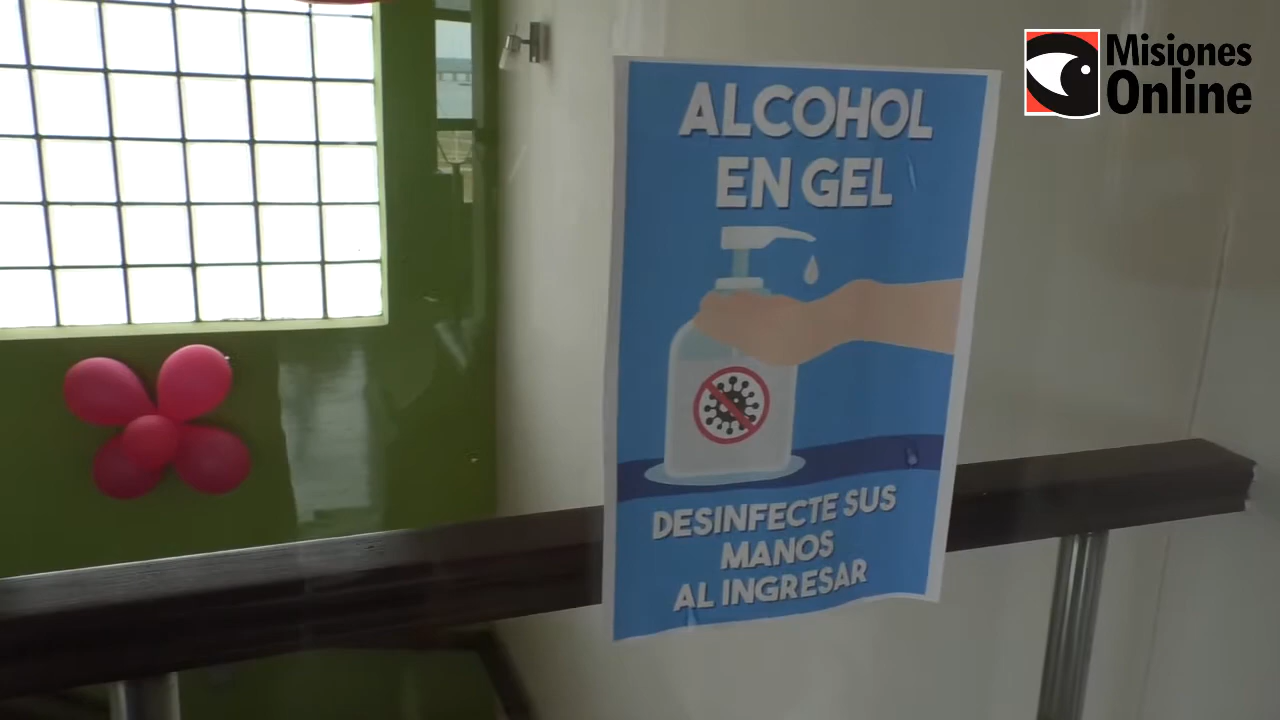 Misiones
Online
ALCOHOL
EN GEL
DESINFECTE SUS
MANOS
AL INGRESAR